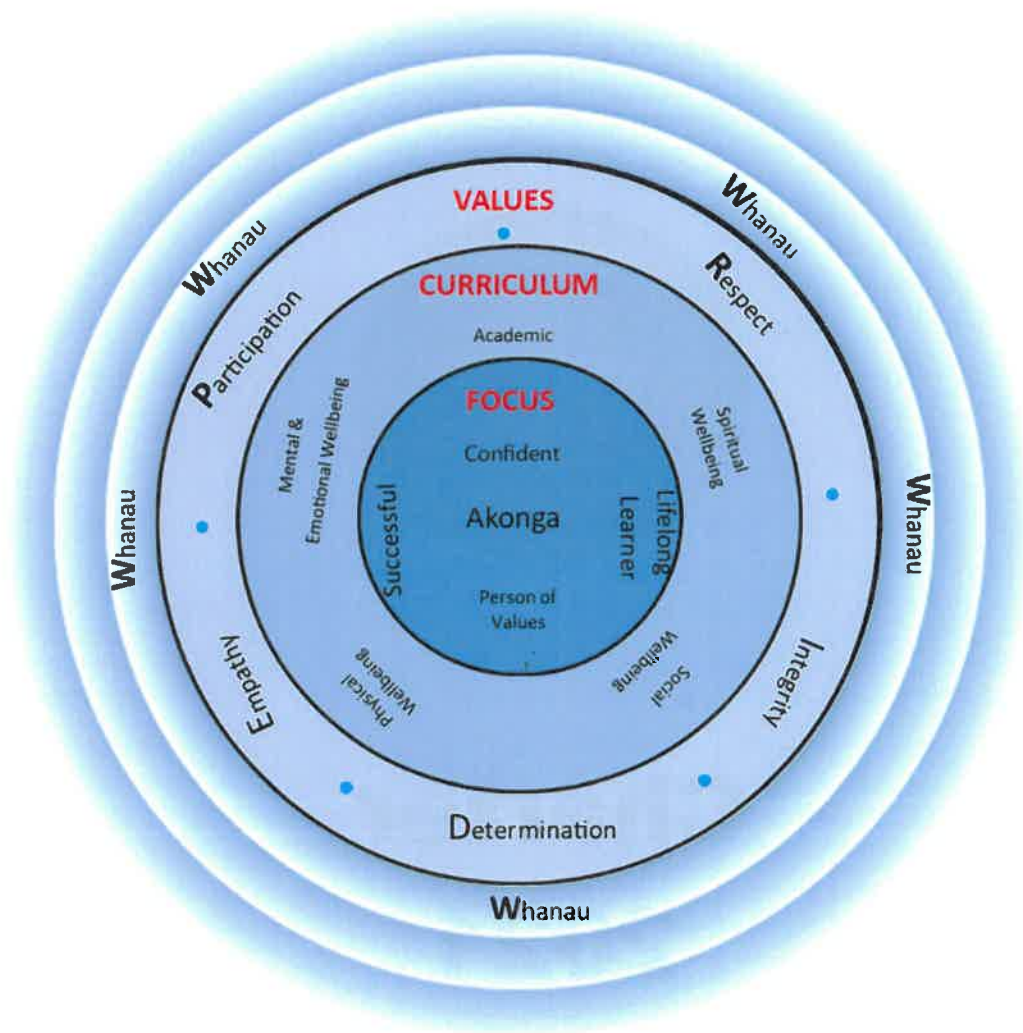 Whanau
Whanau
VALUES
Participation
Respect
CURRICULUM
Academic
Mental &
Emotional Wellbeing
Spiritual
Wellbeing
FOCUS
Confident
Successful
Akonga
Lifelong
Learner
Person of
Values
Whanau
Whanau
Physical
Wellbeing
Social
Wellbeing
Empathy
Integrity
Determination
Whanau